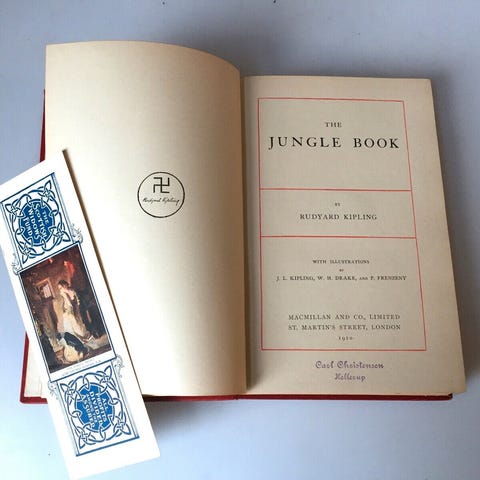 Rudyard Kipling
THE
JUNGLE BOOK
BY
RUDYARD KIPLING
WITH ILLUSTRATIONS
BY
J. L. KIPLING, W. H. DRAKE, AND P. FRENZENY
MACMILLAN AND CO., LIMITED
ST. MARTIN'S STREET, LONDON
1910
Carl Christensen
Hellerup